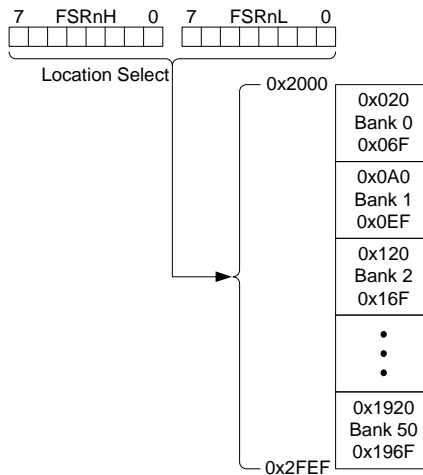 7 FSRnH 0 7 FSRnL 0
Location Select
0x2000
0x020
Bank 0
0x06F
0x0A0
Bank 1
0x0EF
0x120
Bank 2
0x16F
0x1920
Bank 50
0x196F
0x2FEF